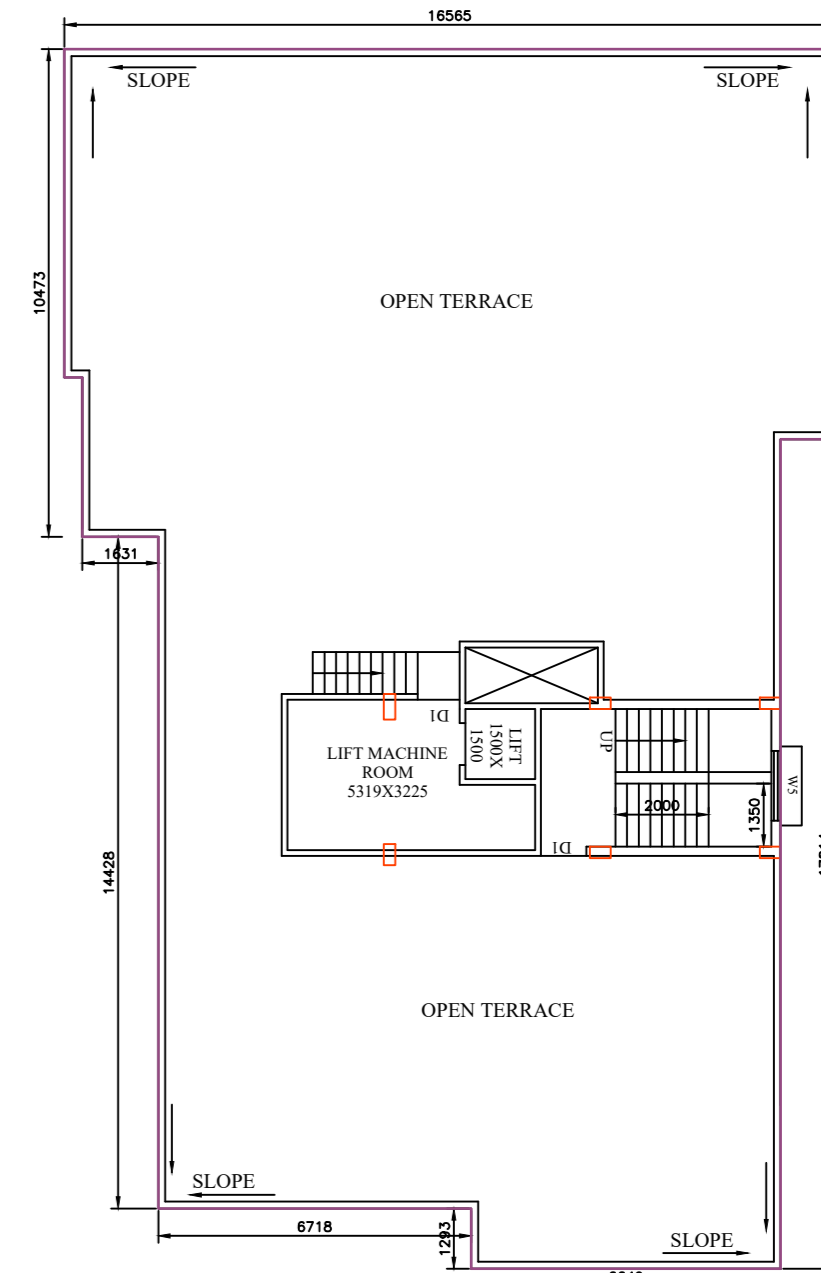 16565
SLOPE
SLOPE
10473
OPEN TERRACE
1631
D1
LIFT
1500X
1500
UP
LIFT MACHINE
ROOM
5319X3225
W5
2000
1350
D1
14428
OPEN TERRACE
SLOPE
6718
1293
SLOPE